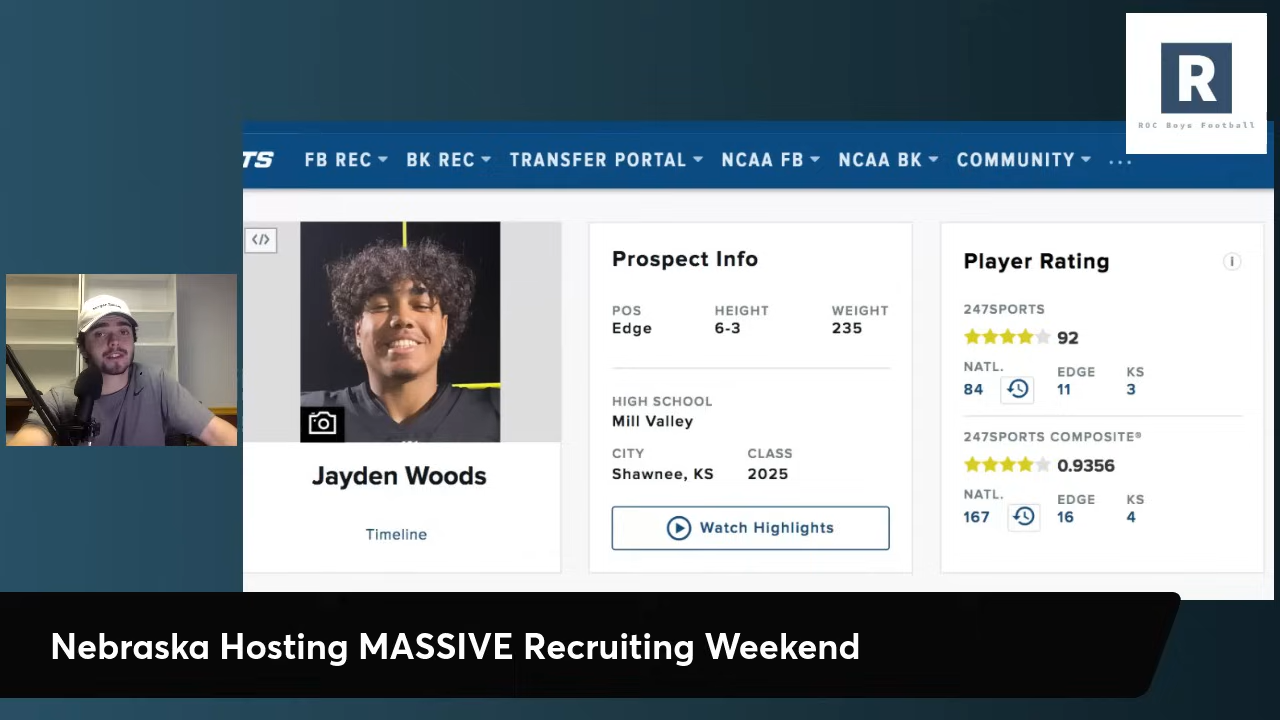 R
ROC Boys Football
TS FB REC BK REC TRANSFER PORTAL NCAA FB NCAA BK COMMUNITY ...
</>
Jayden Woods
Timeline
Prospect Info
POS HEIGHT WEIGHT
Edge 6-3 235
HIGH SCHOOL
Mill Valley
CITY CLASS
Shawnee, KS 2025
Watch Highlights
Player Rating i
247SPORTS
92
NATL. EDGE KS
84 11 3
247SPORTS COMPOSITE®
0.9356
NATL. EDGE KS
167 16 4
Nebraska Hosting MASSIVE Recruiting Weekend